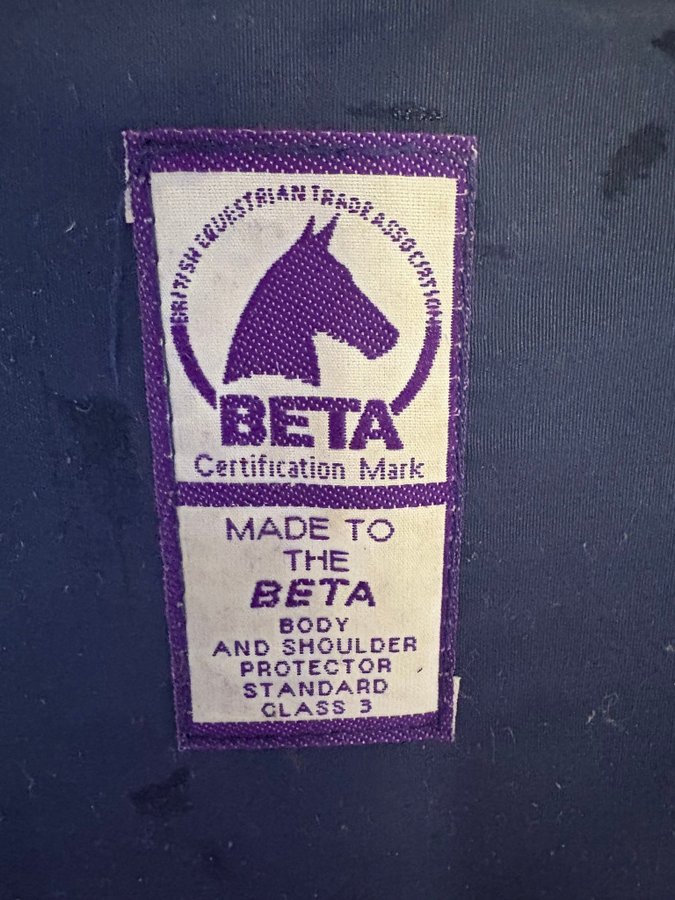 BRITISH EQUESTRIAN TRADE ASSOCIATION
BETA
Certification Mark
MADE TO
THE
BETA
BODY
AND SHOULDER
PROTECTOR
STANDARD
CLASS 3